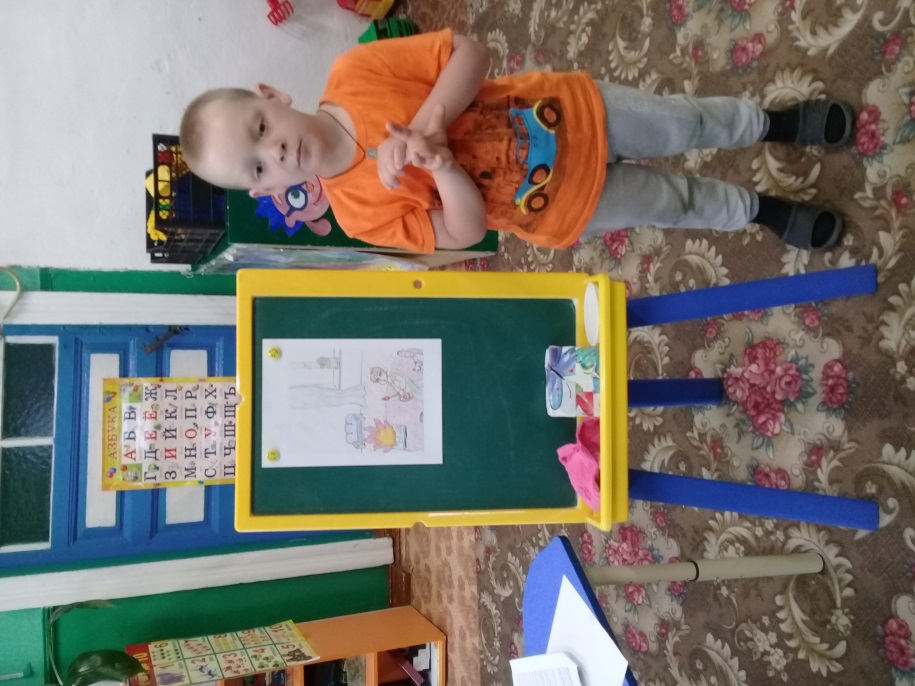 АЗБУКА
А Б В
Г Д Е Ё Ж
З И Й К Л
М Н О П Р
С Т У Ф Х
Ц Ч Ш Щ Ъ